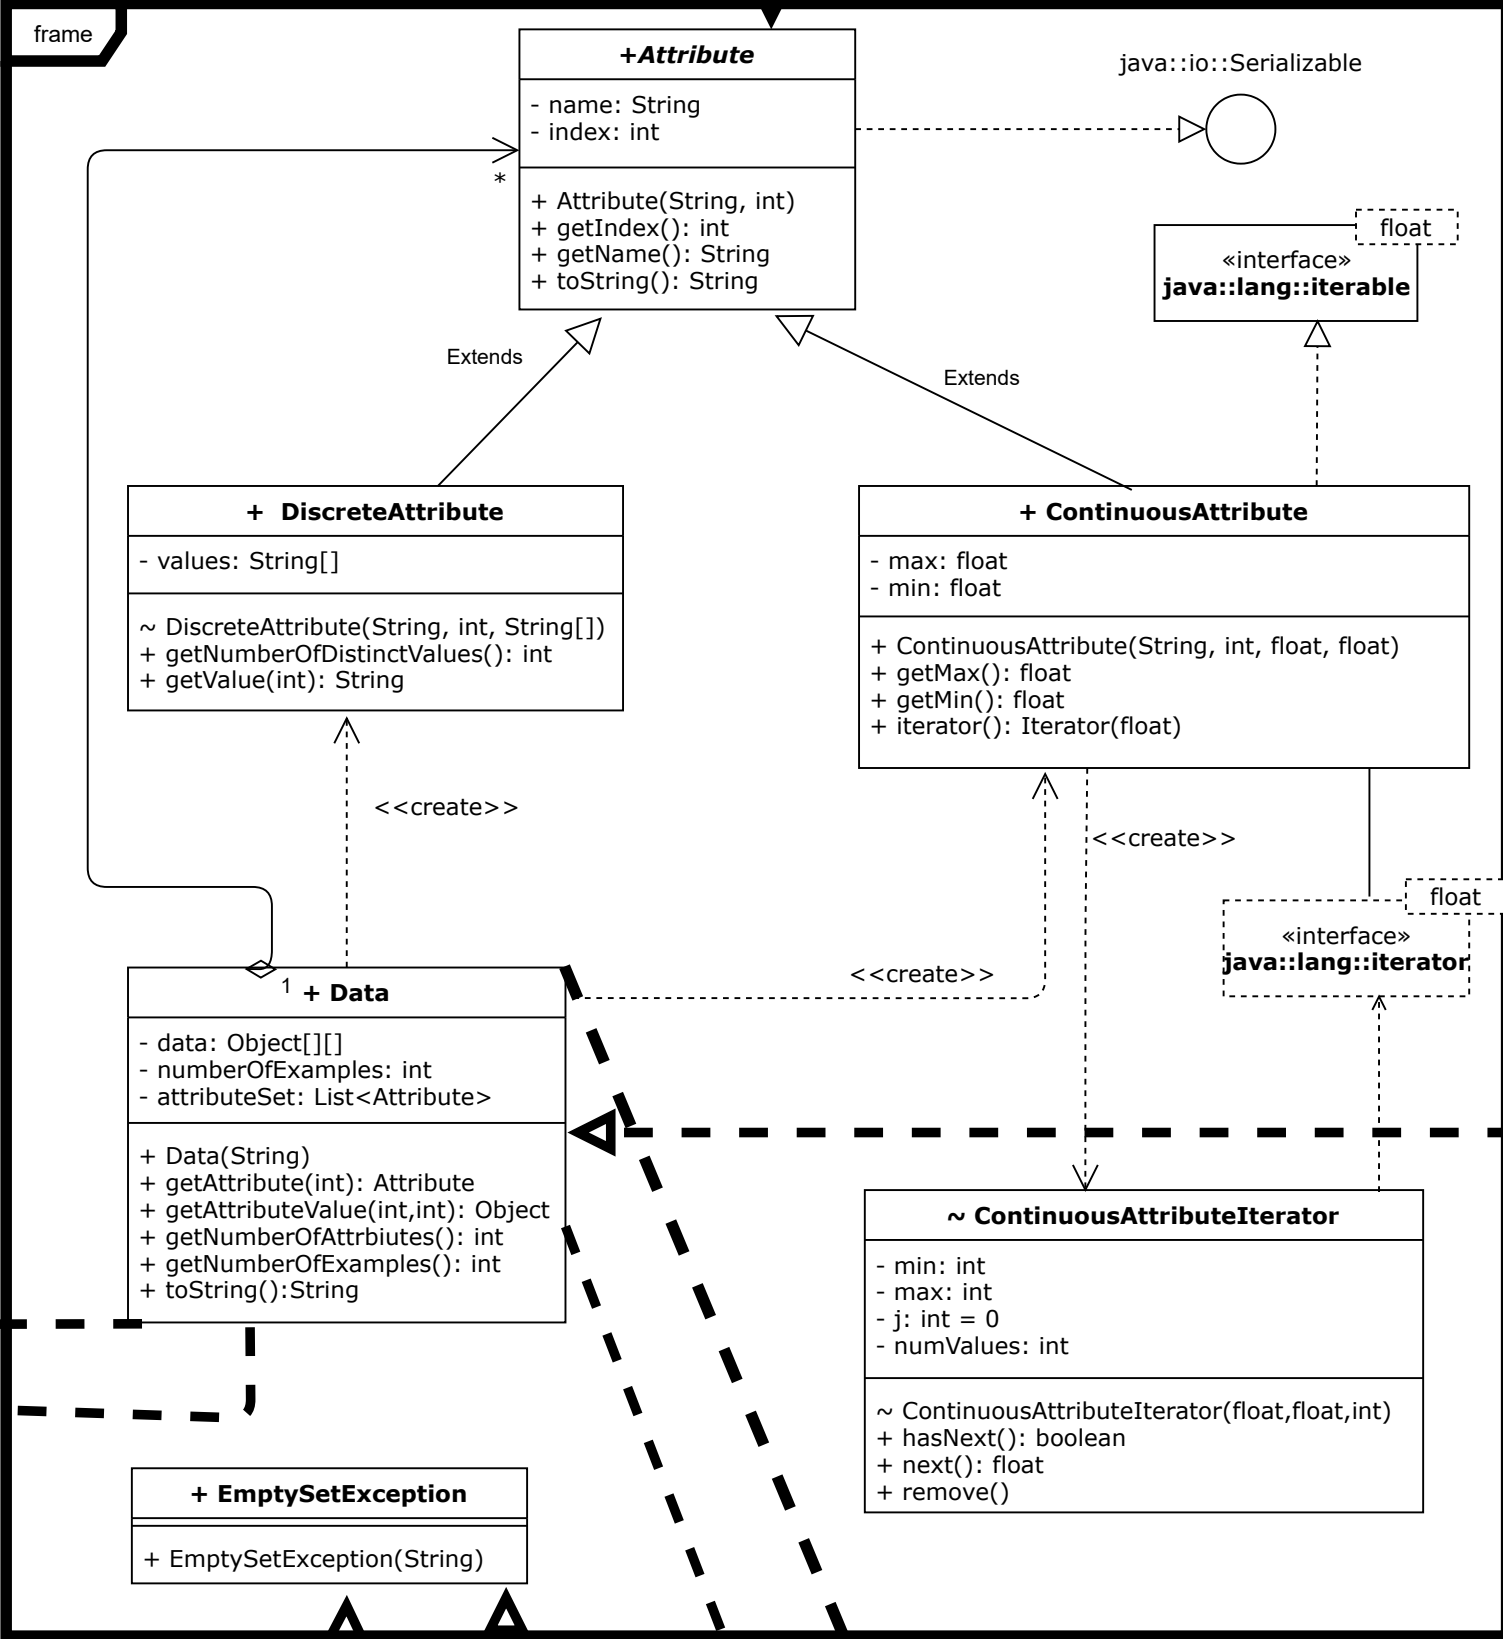 frame
+Attribute
- name: String
- index: int
+ Attribute(String, int)
+ getIndex(): int
+ getName(): String
+ toString(): String
java::io::Serializable
*
float
«interface»
java::lang::iterable
Extends
Extends
+ DiscreteAttribute
- values: String[]
~ DiscreteAttribute(String, int, String[])
+ getNumberOfDistinctValues(): int
+ getValue(int): String
+ ContinuousAttribute
- max: float
- min: float
+ ContinuousAttribute(String, int, float, float)
+ getMax(): float
+ getMin(): float
+ iterator(): Iterator(float)
<<create>>
<<create>>
float
«interface»
java::lang::iterator
<<create>>
1
+ Data
- data: Object[][]
- numberOfExamples: int
- attributeSet: List<Attribute>
+ Data(String)
+ getAttribute(int): Attribute
+ getAttributeValue(int,int): Object
+ getNumberOfAttrbiutes(): int
+ getNumberOfExamples(): int
+ toString():String
~ ContinuousAttributeIterator
- min: int
- max: int
- j: int = 0
- numValues: int
~ ContinuousAttributeIterator(float,float,int)
+ hasNext(): boolean
+ next(): float
+ remove()
+ EmptySetException
+ EmptySetException(String)